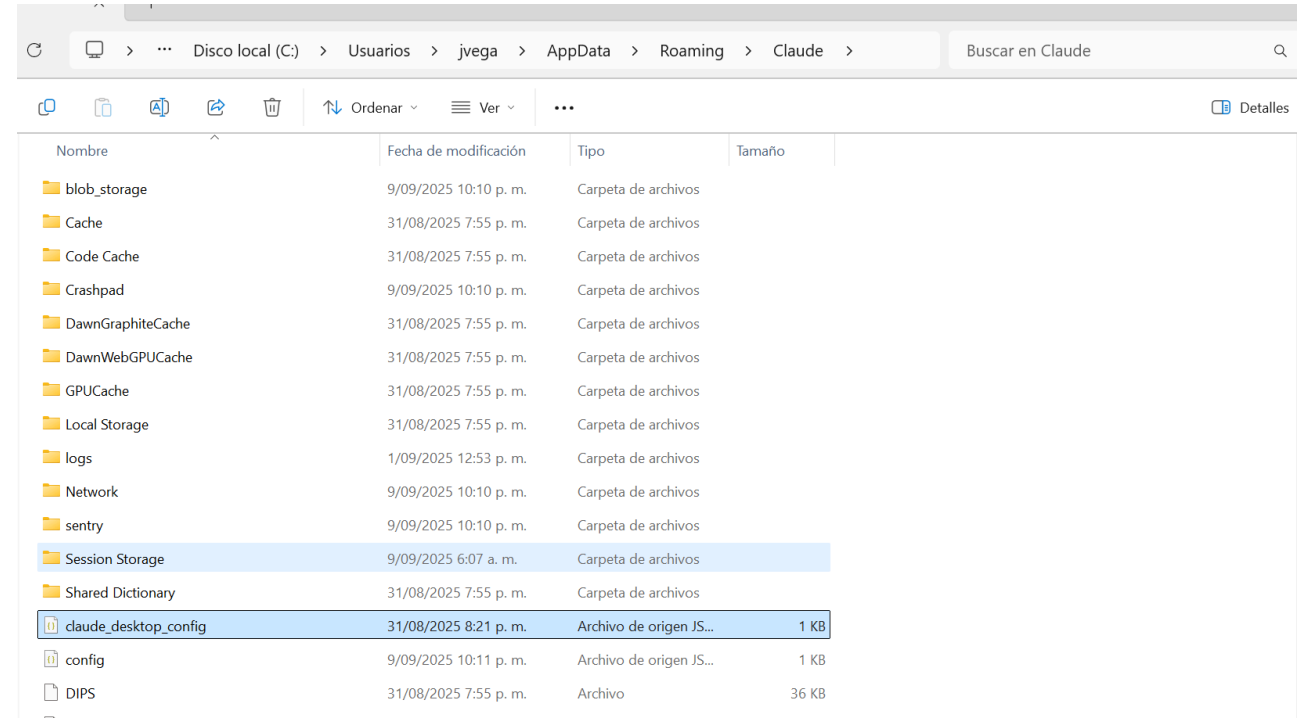 Disco local (C:) > Usuarios > jvega > AppData > Roaming > Claude > Buscar en Claude
Ordenar Ver Detalles
Nombre Fecha de modificación Tipo Tamaño
blob_storage 9/09/2025 10:10 p. m. Carpeta de archivos
Cache 31/08/2025 7:55 p. m. Carpeta de archivos
Code Cache 31/08/2025 7:55 p. m. Carpeta de archivos
Crashpad 9/09/2025 10:10 p. m. Carpeta de archivos
DawnGraphiteCache 31/08/2025 7:55 p. m. Carpeta de archivos
DawnWebGPUCache 31/08/2025 7:55 p. m. Carpeta de archivos
GPUCache 31/08/2025 7:55 p. m. Carpeta de archivos
Local Storage 31/08/2025 7:55 p. m. Carpeta de archivos
logs 1/09/2025 12:53 p. m. Carpeta de archivos
Network 9/09/2025 10:10 p. m. Carpeta de archivos
sentry 9/09/2025 10:10 p. m. Carpeta de archivos
Session Storage 9/09/2025 6:07 a. m. Carpeta de archivos
Shared Dictionary 31/08/2025 7:55 p. m. Carpeta de archivos
claude_desktop_config 31/08/2025 8:21 p. m. Archivo de origen JS... 1 KB
config 9/09/2025 10:11 p. m. Archivo de origen JS... 1 KB
DIPS 31/08/2025 7:55 p. m. Archivo 36 KB